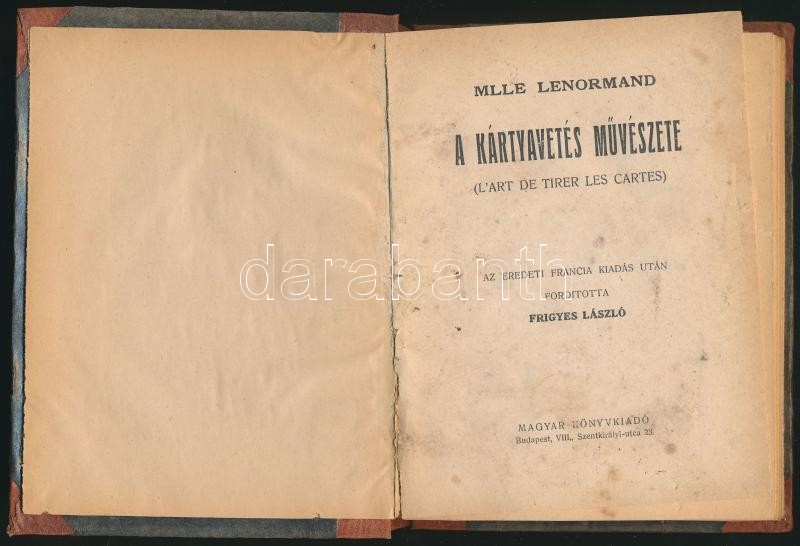 MLLE LENORMAND
A KÁRTYAVETÉS MŰVÉSZETE
(L'ART DE TIRER LES CARTES)
AZ EREDETI FRANCIA KIADÁS UTÁN
FORDITOTTA
FRIGYES LÁSZLÓ
MAGYAR KÖNYVKIADÓ
Budapest, VIII., Szentkirályi-utca 23.
darabanth